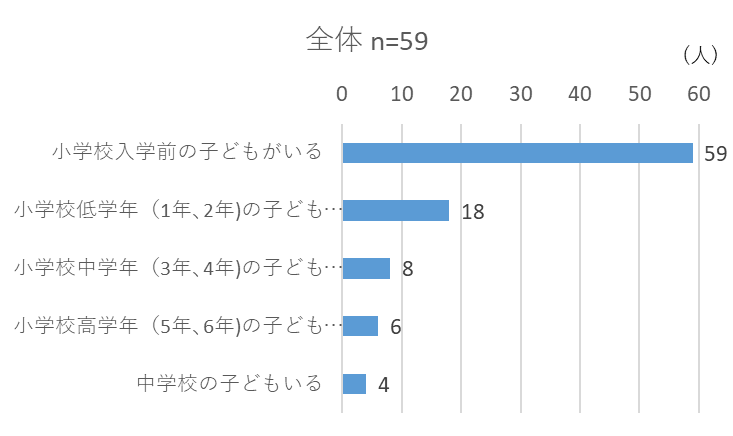 全体 n=59
（人）
0 10 20 30 40 50 60
小学校入学前の子どもがいる 59
小学校低学年（1年、2年)の子ども… 18
小学校中学年（3年、4年)の子ども… 8
小学校高学年（5年、6年)の子ども… 6
中学校の子どもいる 4